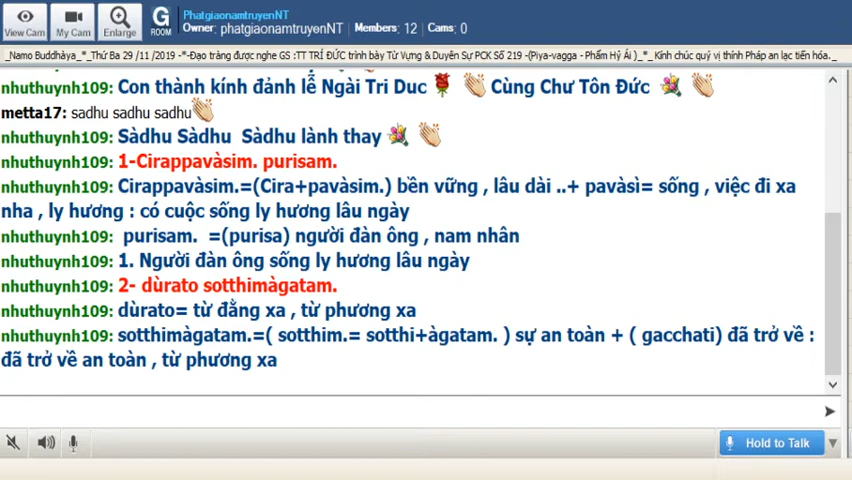 View Cam
My Cam
Enlarge
G
ROOM
PhatgiaonamtruyenNT
Owner: phatgiaonamtruyenNT Members: 12 Cams: 0
_Namo Buddhàya_*_Thứ Ba 29 /11 /2019 -*-Đạo tràng được nghe GS :TT TRÍ ĐỨC trình bày Từ Vựng & Duyên Sự PCK Số 219 -(Piya-vagga - Phẩm Hỷ Ái )_*_ Kính chúc quý vị thính Pháp an lạc tiến hóa._
nhuthuynh109: Con thành kính đảnh lễ Ngài Tri Duc Cùng Chư Tôn Đức
metta17: sadhu sadhu sadhu
nhuthuynh109: Sàdhu Sàdhu Sàdhu lành thay
nhuthuynh109: 1-Cirappavàsim. purisam.
nhuthuynh109: Cirappavàsim.=(Cira+pavàsim.) bền vững , lâu dài ..+ pavàsì= sống , việc đi xa
nha , ly hương : có cuộc sống ly hương lâu ngày
nhuthuynh109: purisam. =(purisa) người đàn ông , nam nhân
nhuthuynh109: 1. Người đàn ông sống ly hương lâu ngày
nhuthuynh109: 2- dùrato sotthimàgatam.
nhuthuynh109: dùrato= từ đằng xa , từ phương xa
nhuthuynh109: sotthimàgatam.=( sotthim.= sotthi+àgatam. ) sự an toàn + ( gacchati) đã trở về :
đã trở về an toàn , từ phương xa
Hold to Talk